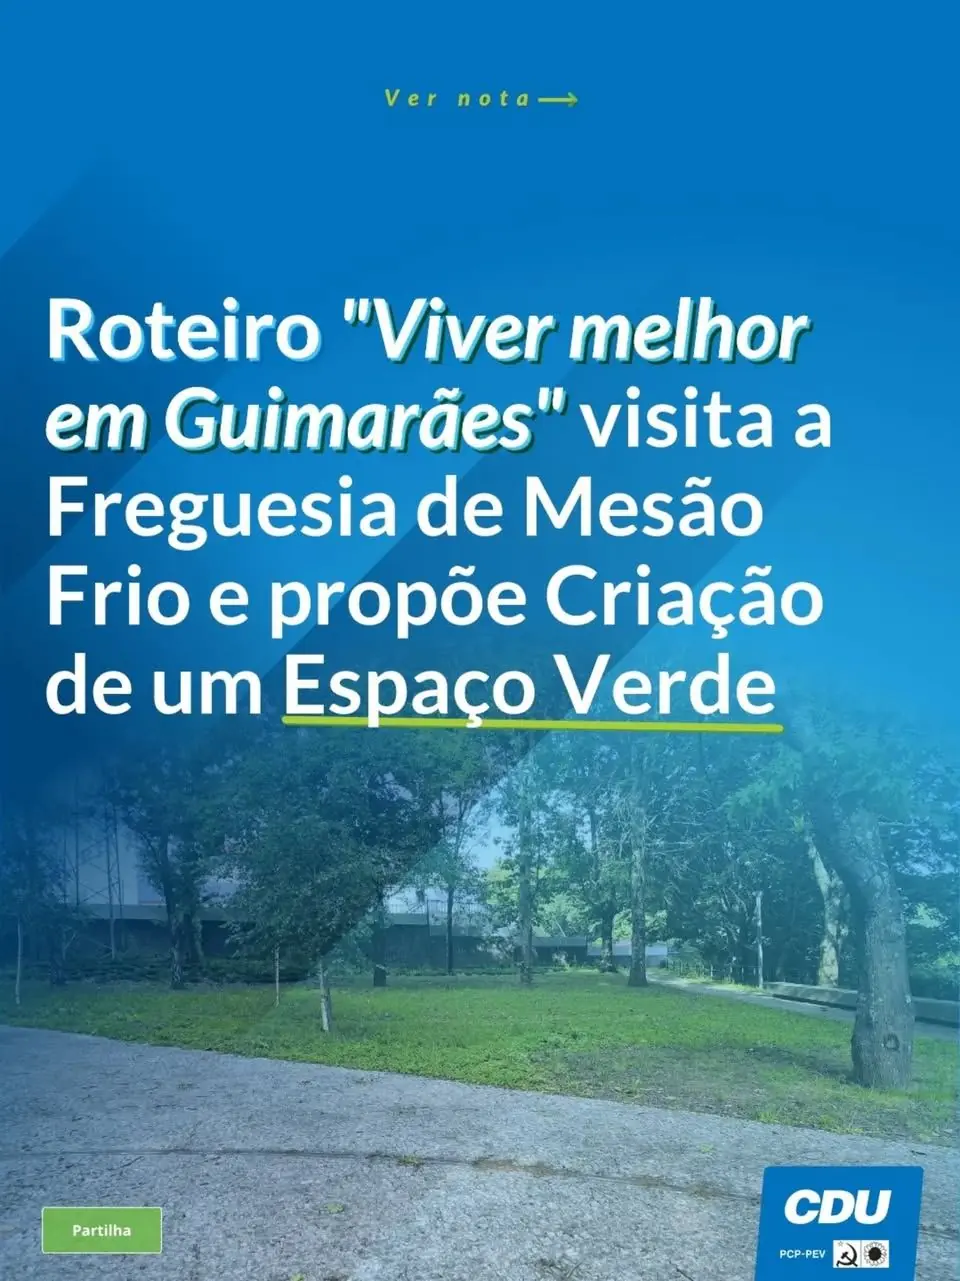 Ver nota
Roteiro "Viver melhor
em Guimarães" visita a
Freguesia de Mesão
Frio e propõe Criação
de um Espaço Verde
Partilha
CDU
PCP-PEV